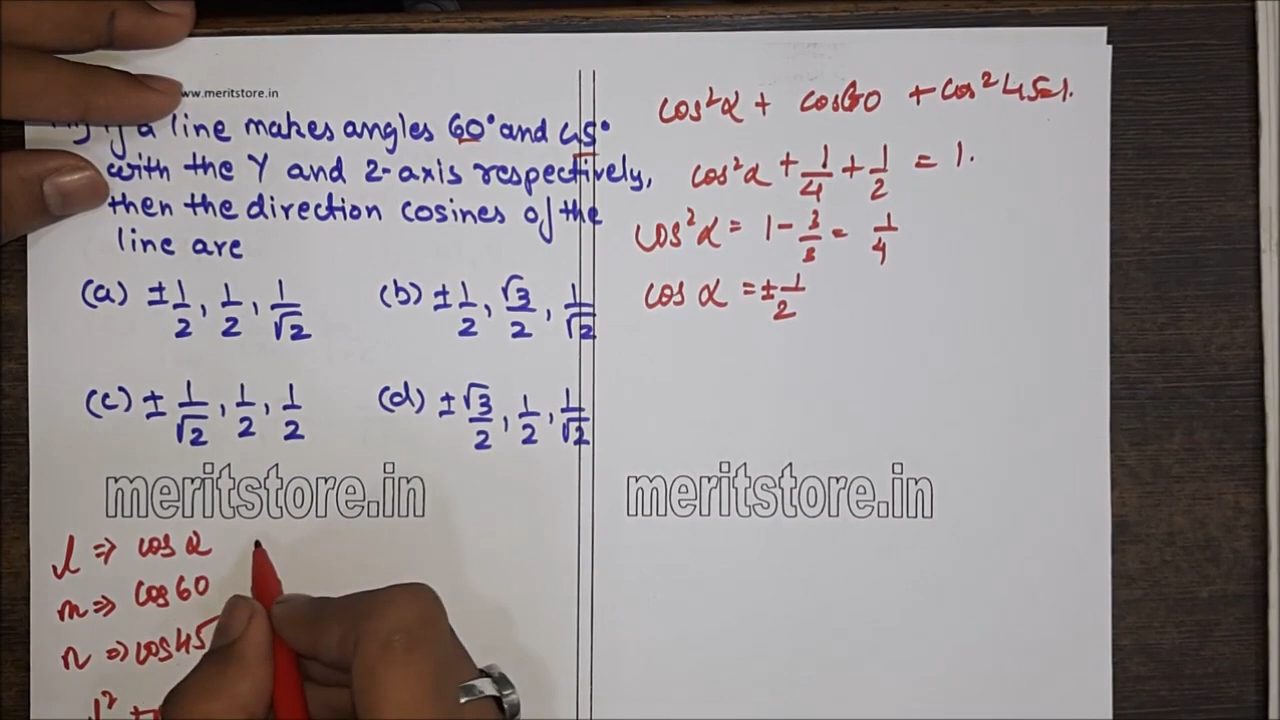 www.meritstore.in
if a line makes angles 60° and 45°
with the Y and Z-axis respectively,
then the direction cosines of the
line are
(a) ±1/2, 1/2, 1/√2 (b) ±1/2, √3/2, 1/√2
(c) ±1/√2, 1/2, 1/2 (d) ±√3/2, 1/2, 1/√2
meritstore.in
l ⇒ cos α
m ⇒ cos 60
n ⇒ cos 45
cos²α + cos60 + cos²45=1.
cos²α + 1/4 + 1/2 = 1.
cos²α = 1 - 3/3 = 1/4
cos α = ±1/2
meritstore.in